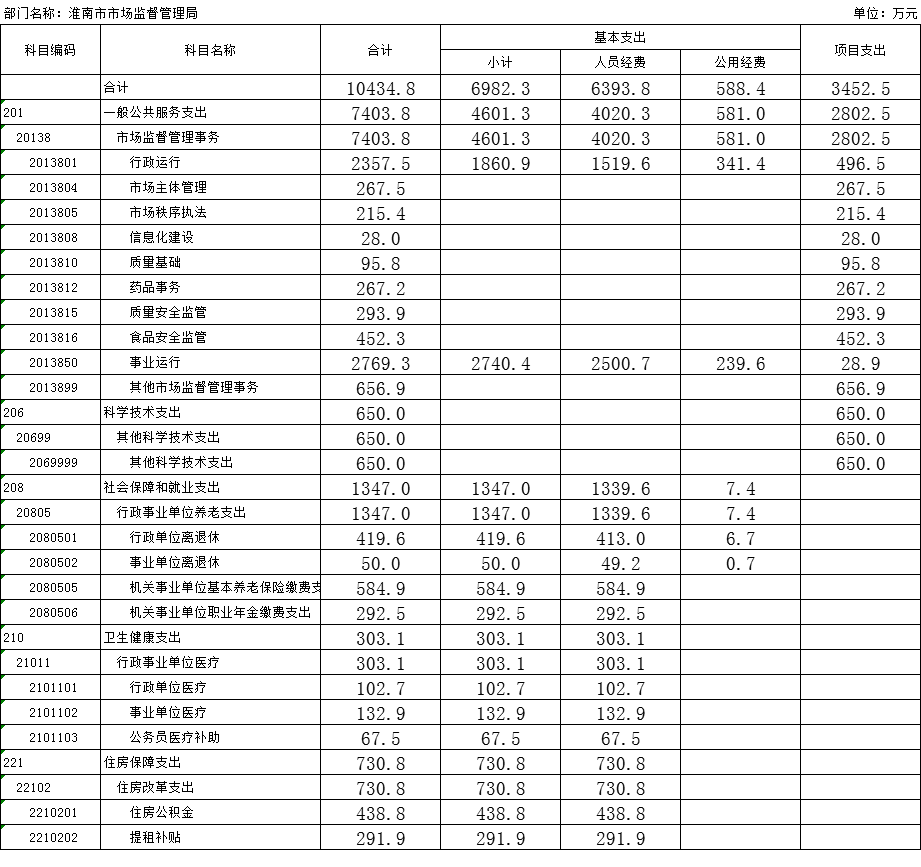 部门名称：淮南市市场监督管理局 单位：万元
科目编码 科目名称 合计 基本支出 项目支出
小计 人员经费 公用经费
合计 10434.8 6982.3 6393.8 588.4 3452.5
201 一般公共服务支出 7403.8 4601.3 4020.3 581.0 2802.5
20138 市场监督管理事务 7403.8 4601.3 4020.3 581.0 2802.5
2013801 行政运行 2357.5 1860.9 1519.6 341.4 496.5
2013804 市场主体管理 267.5 267.5
2013805 市场秩序执法 215.4 215.4
2013808 信息化建设 28.0 28.0
2013810 质量基础 95.8 95.8
2013812 药品事务 267.2 267.2
2013815 质量安全监管 293.9 293.9
2013816 食品安全监管 452.3 452.3
2013850 事业运行 2769.3 2740.4 2500.7 239.6 28.9
2013899 其他市场监督管理事务 656.9 656.9
206 科学技术支出 650.0 650.0
20699 其他科学技术支出 650.0 650.0
2069999 其他科学技术支出 650.0 650.0
208 社会保障和就业支出 1347.0 1347.0 1339.6 7.4
20805 行政事业单位养老支出 1347.0 1347.0 1339.6 7.4
2080501 行政单位离退休 419.6 419.6 413.0 6.7
2080502 事业单位离退休 50.0 50.0 49.2 0.7
2080505 机关事业单位基本养老保险缴费支 584.9 584.9 584.9
2080506 机关事业单位职业年金缴费支出 292.5 292.5 292.5
210 卫生健康支出 303.1 303.1 303.1
21011 行政事业单位医疗 303.1 303.1 303.1
2101101 行政单位医疗 102.7 102.7 102.7
2101102 事业单位医疗 132.9 132.9 132.9
2101103 公务员医疗补助 67.5 67.5 67.5
221 住房保障支出 730.8 730.8 730.8
22102 住房改革支出 730.8 730.8 730.8
2210201 住房公积金 438.8 438.8 438.8
2210202 提租补贴 291.9 291.9 291.9